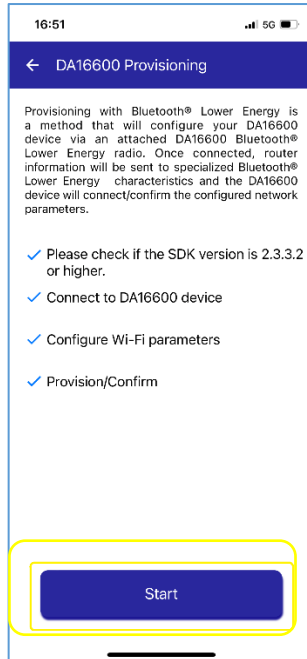 16:51
5G
← DA16600 Provisioning
Provisioning with Bluetooth® Lower Energy is
a method that will configure your DA16600
device via an attached DA16600 Bluetooth®
Lower Energy radio. Once connected, router
information will be sent to specialized Bluetooth®
Lower Energy characteristics and the DA16600
device will connect/confirm the configured network
parameters.
✓ Please check if the SDK version is 2.3.3.2
or higher.
✓ Connect to DA16600 device
✓ Configure Wi-Fi parameters
✓ Provision/Confirm
Start